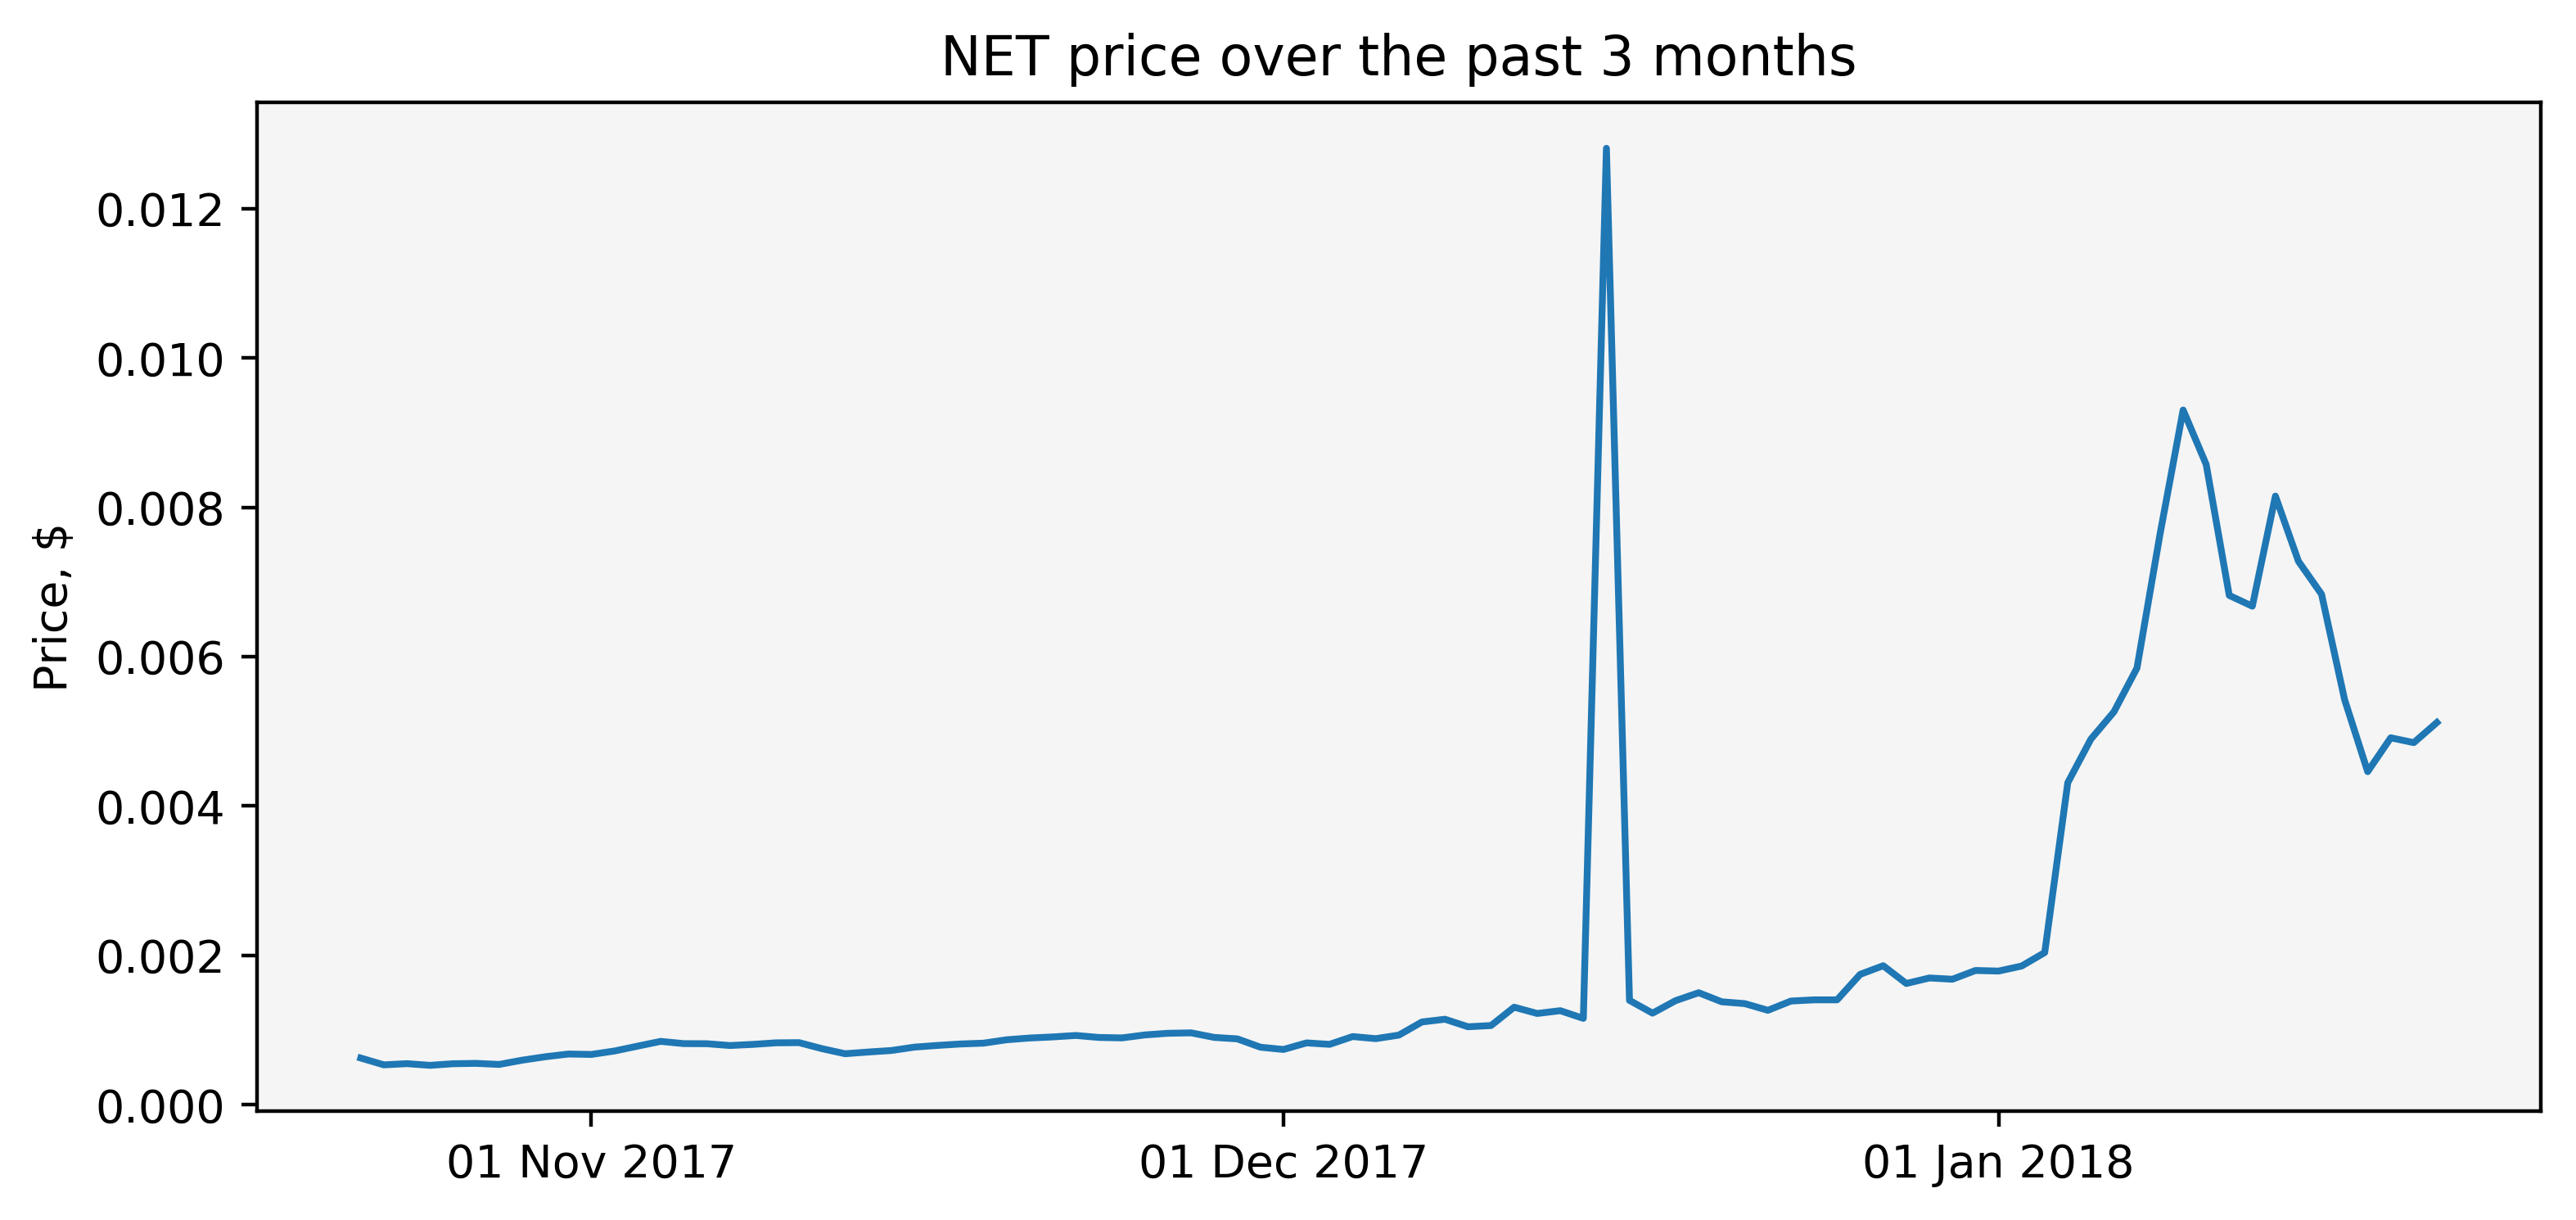 NET price over the past 3 months
Price, $
0.012
0.010
0.008
0.006
0.004
0.002
0.000
01 Nov 2017
01 Dec 2017
01 Jan 2018